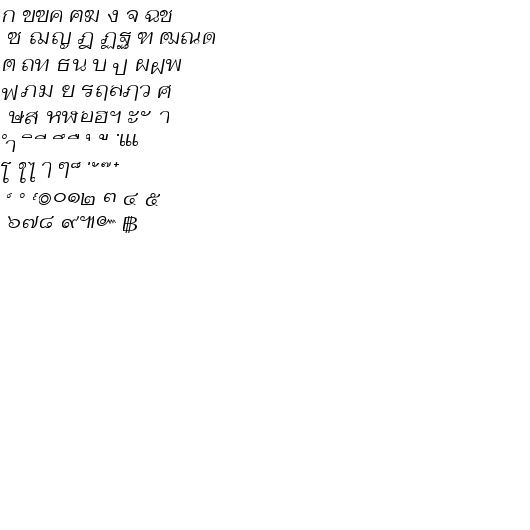 ก ขฃค ฅฆ ง จ ฉช
ซ ฌญ ฎ ฏฐ ฑ ฒณด
ต ถท ธน บ ป ผฝพ
ฟภม ย รฤลฦว ศ
ษส หฬอฮฯ ะั า
ำ ิี ึื ุ ู ฺเแ
โ ใไ ๅ ๆ็ ่้๊๋
์ ํ ๎๏๐๑๒ ๓ ๔ ๕
๖๗๘ ๙๚๛ ฿